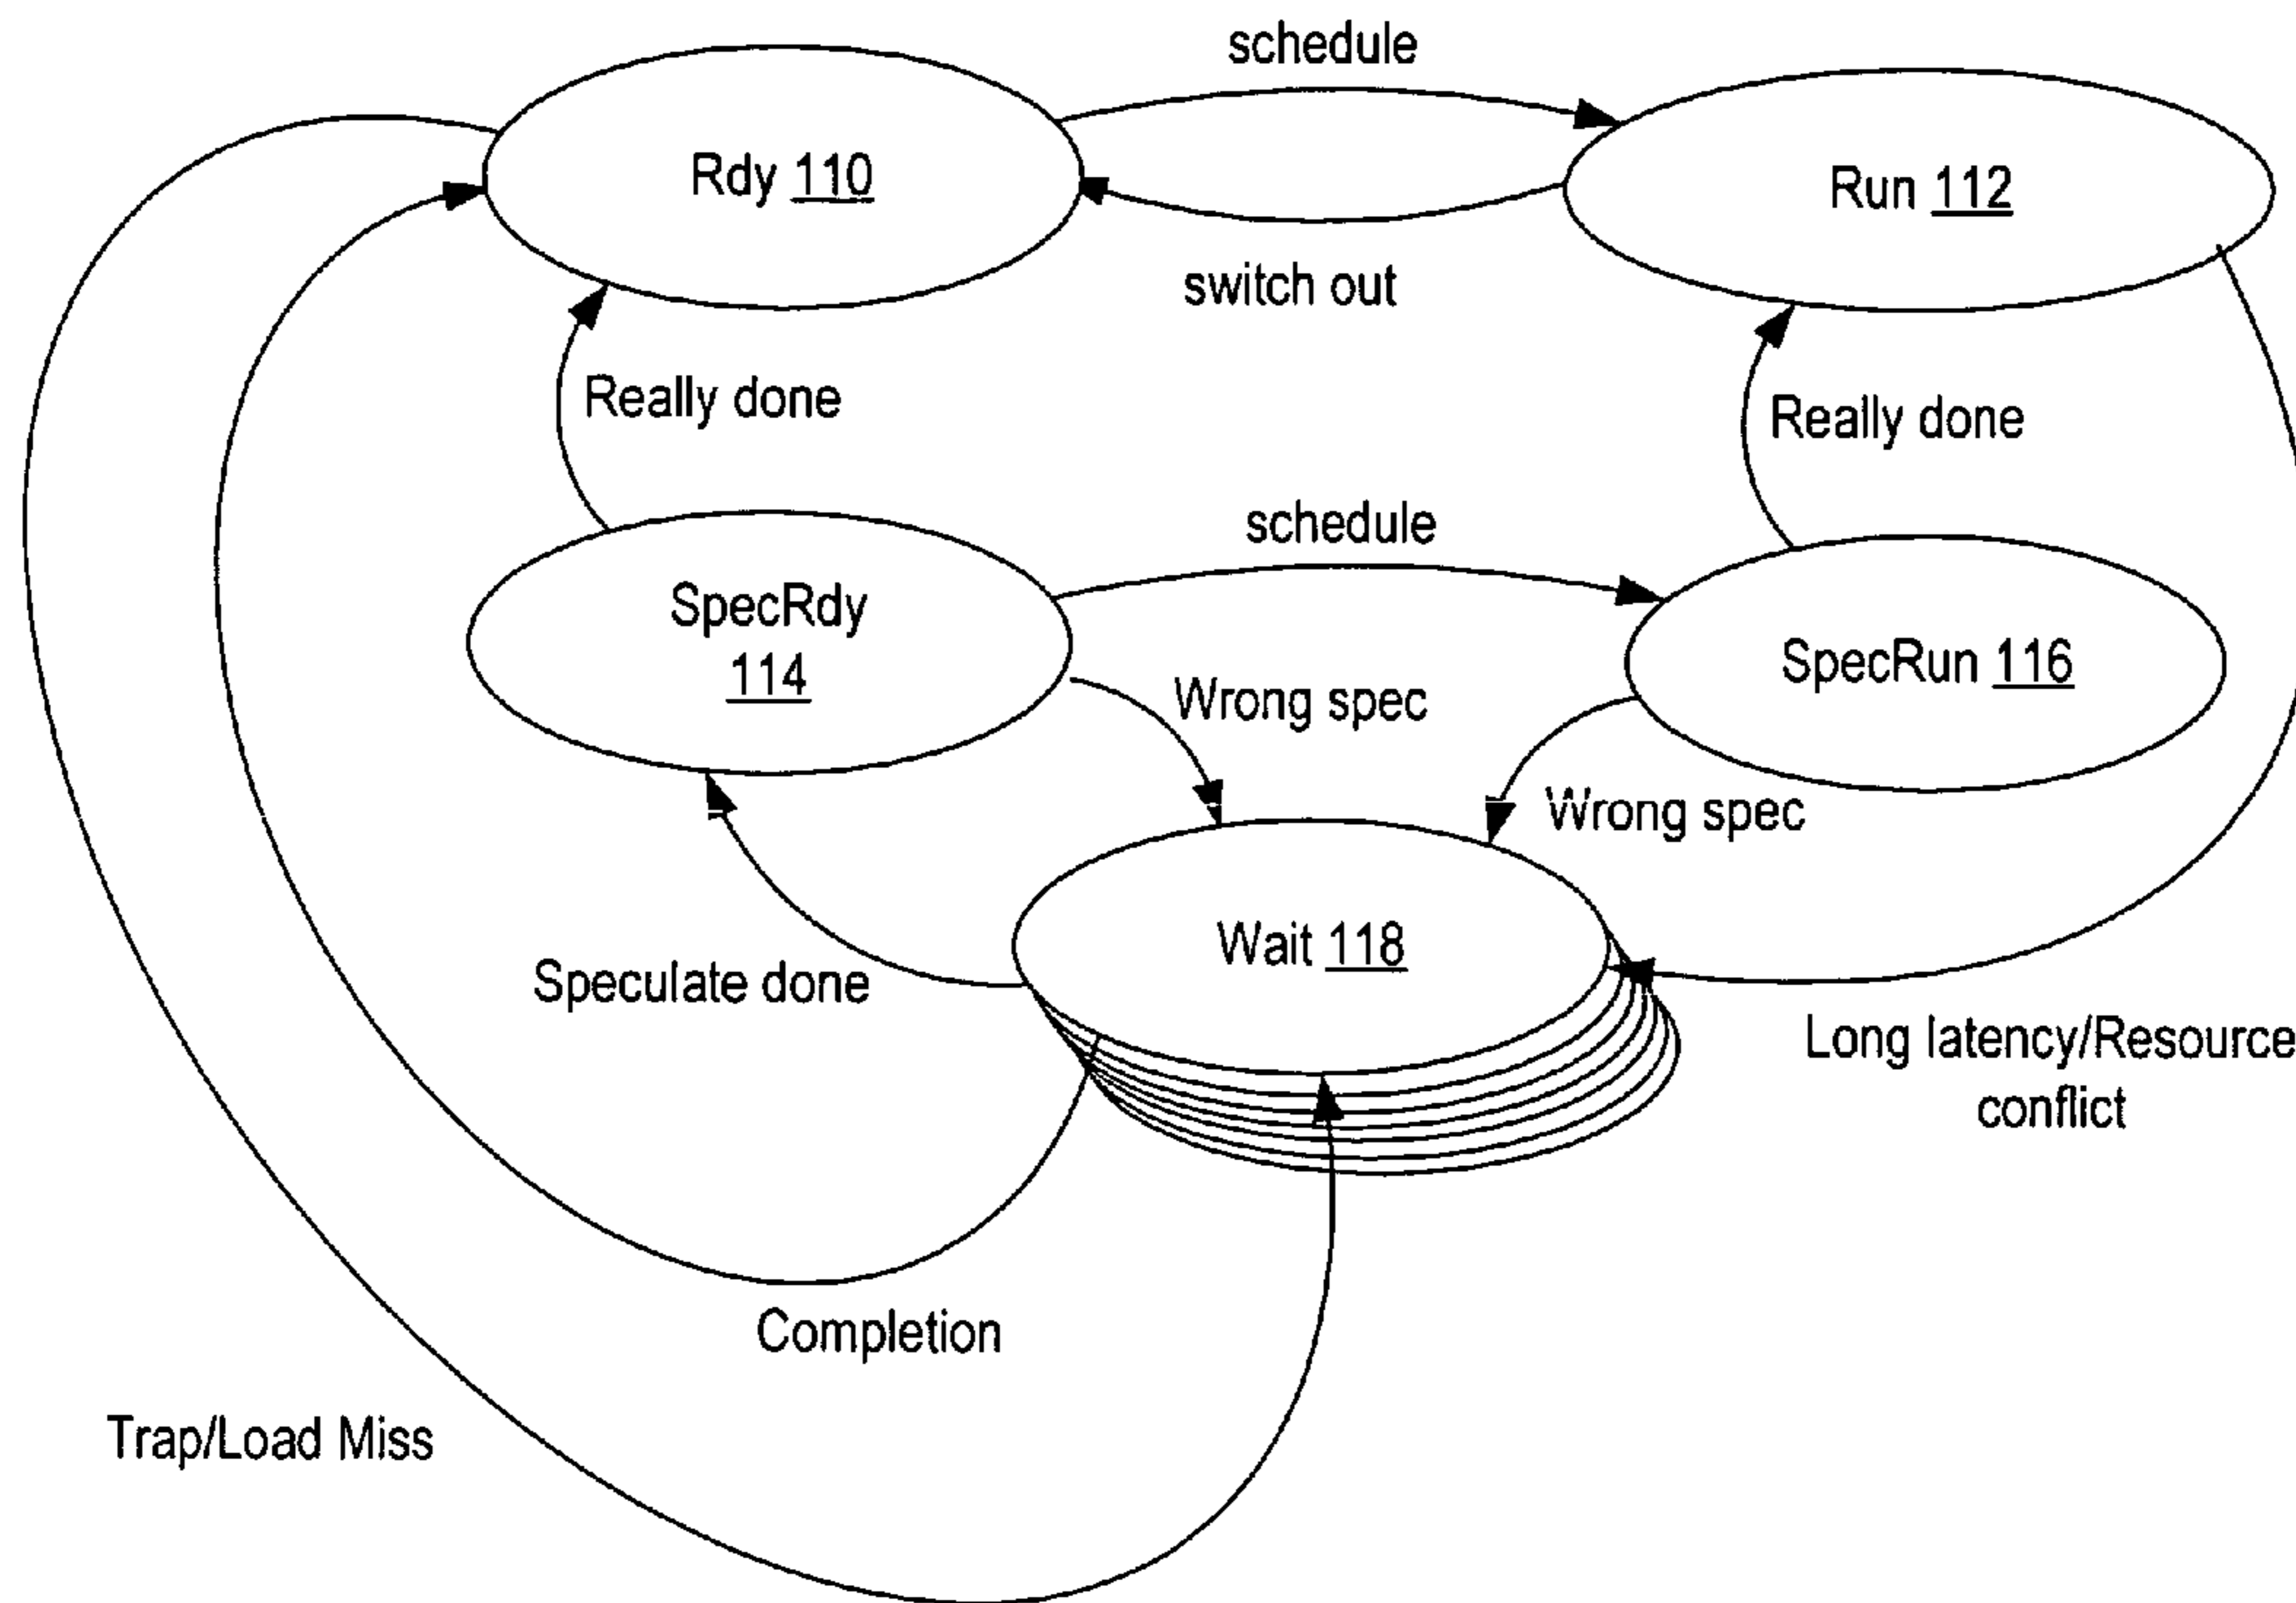 schedule
Rdy 110
Run 112
switch out
Really done
Really done
schedule
SpecRdy
114
SpecRun 116
Wrong spec
Wrong spec
Wait 118
Speculate done
Long latency/Resource
conflict
Completion
Trap/Load Miss